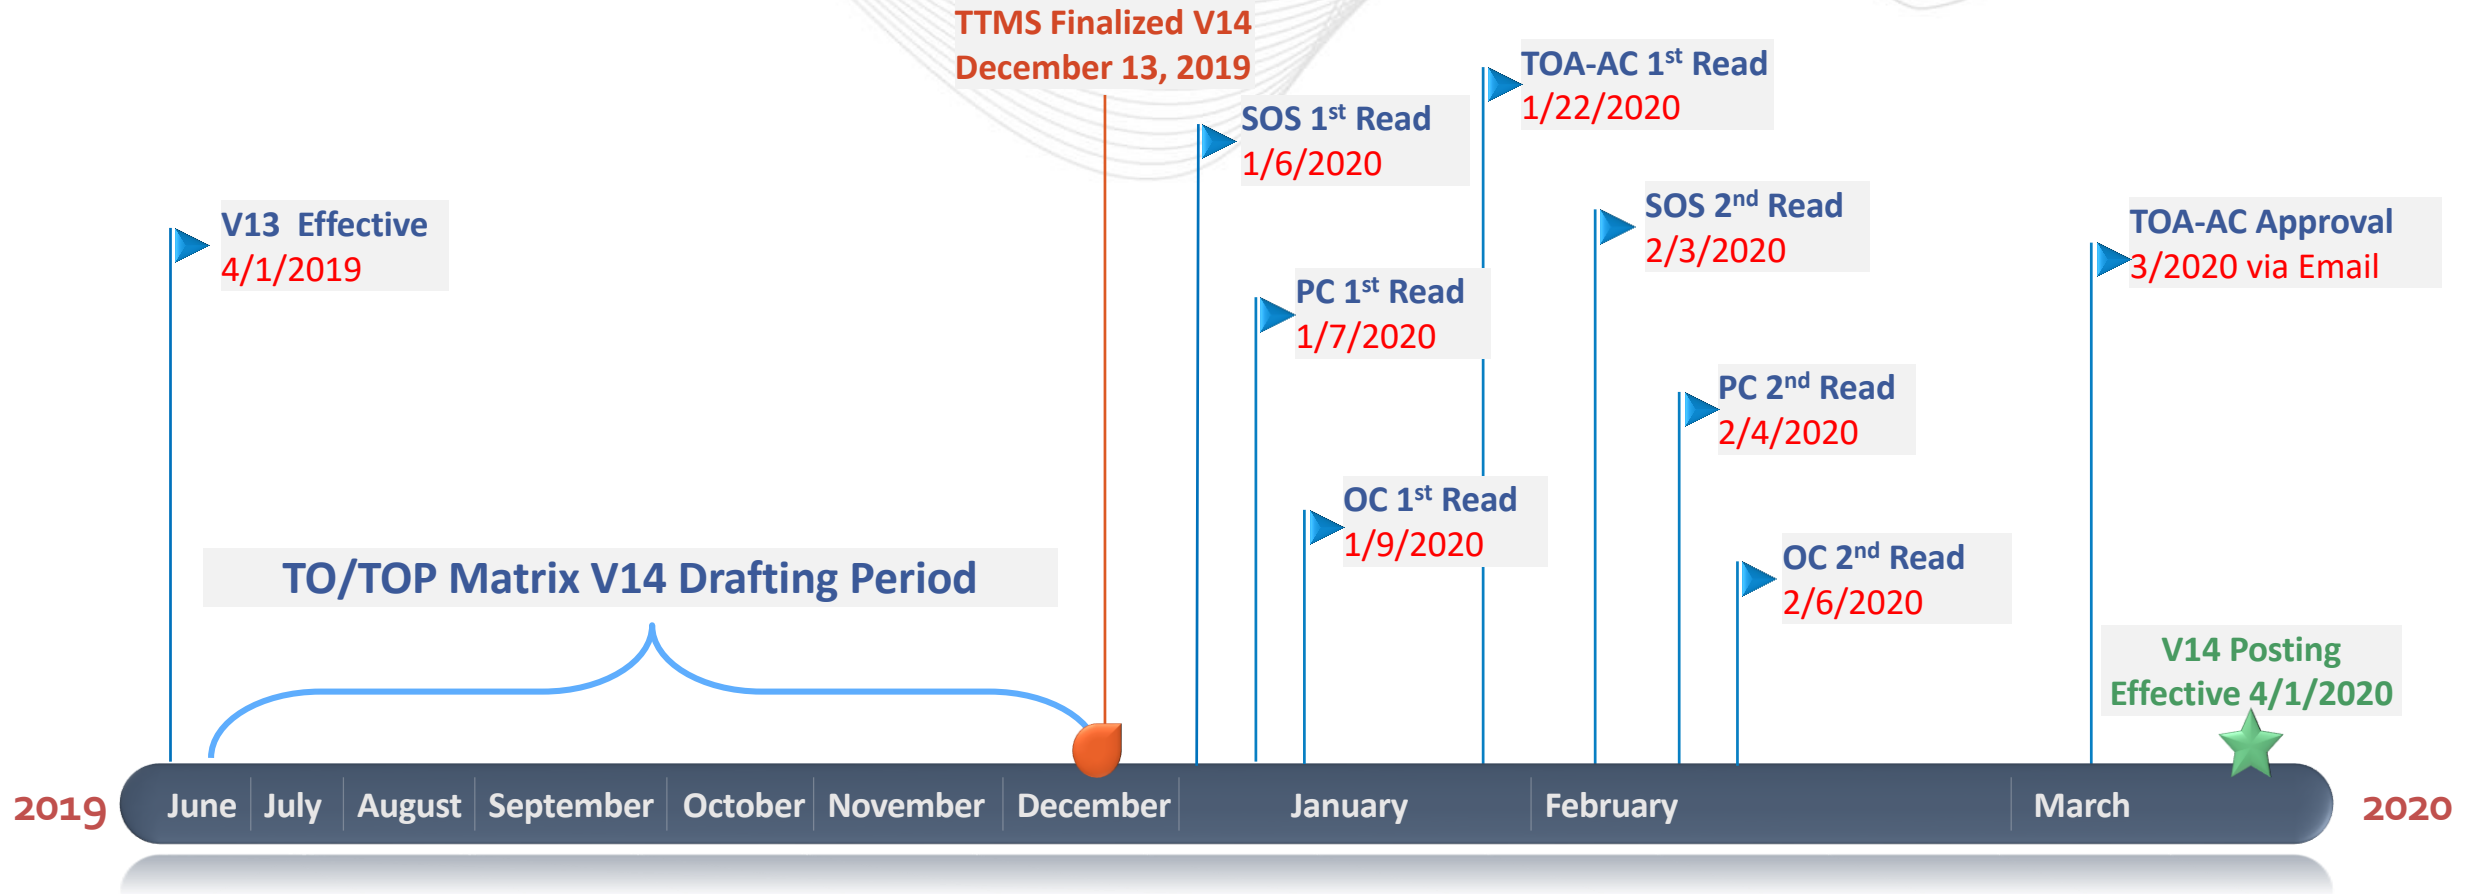 TTMS Finalized V14
December 13, 2019
TOA-AC 1st Read
1/22/2020
SOS 1st Read
1/6/2020
V13  Effective
4/1/2019
SOS 2nd Read
2/3/2020
TOA-AC Approval
3/2020 via Email
PC 1st Read
1/7/2020
PC 2nd Read
2/4/2020
OC 1st Read
1/9/2020
TO/TOP Matrix V14 Drafting Period
OC 2nd Read
2/6/2020
V14 Posting
Effective 4/1/2020
2019 June July August September October November December January February March 2020